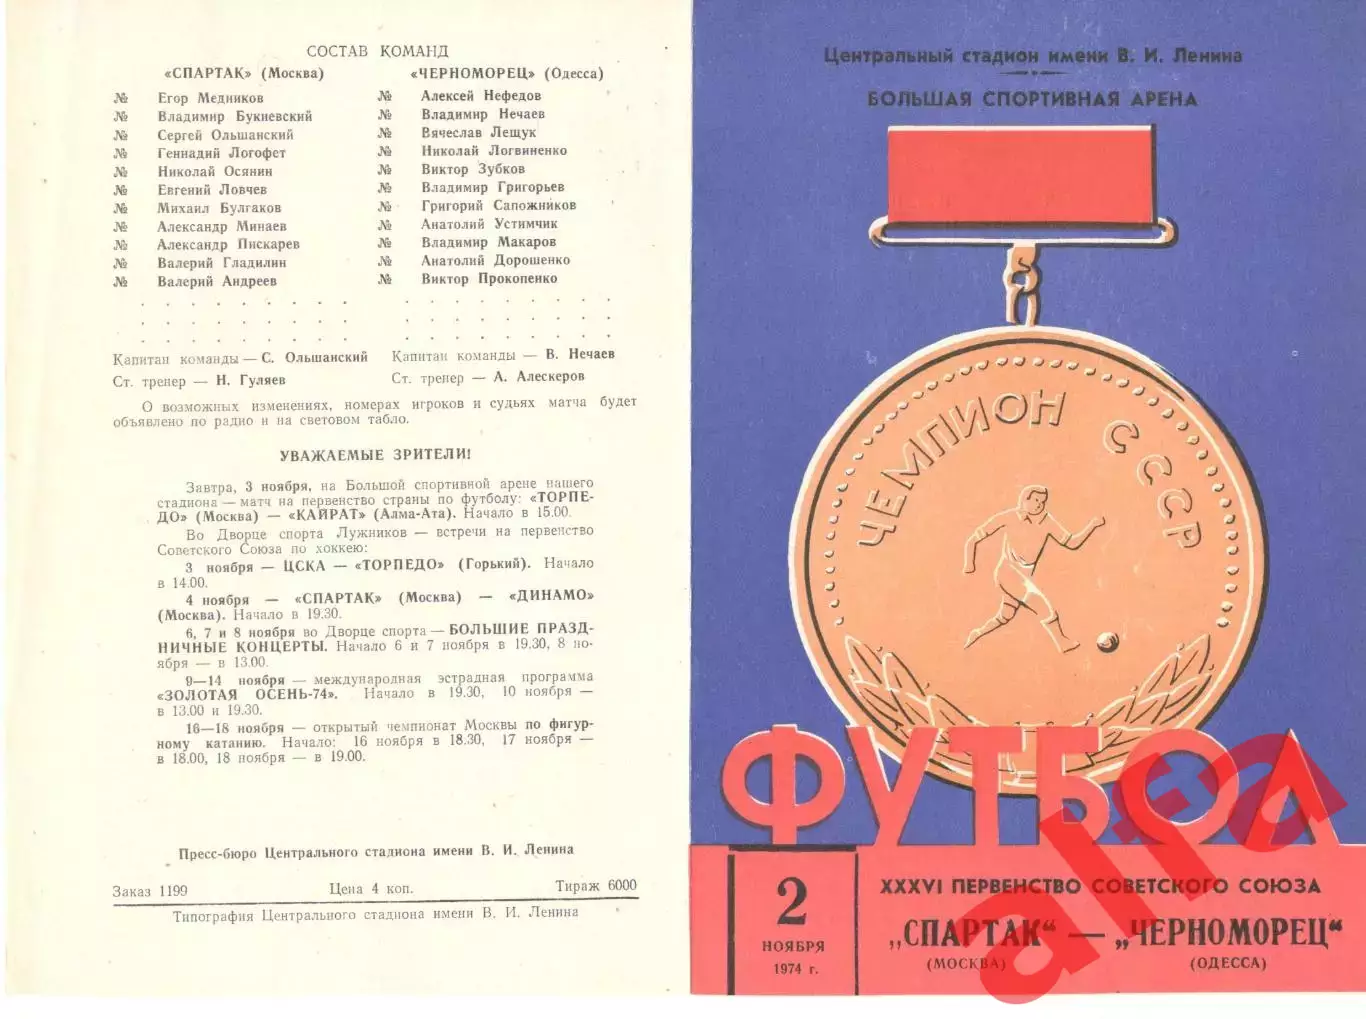 СОСТАВ КОМАНД
«СПАРТАК» (Москва)
№ Егор Медников
№ Владимир Букиевский
№ Сергей Ольшанский
№ Геннадий Логофет
№ Николай Осянин
№ Евгений Ловчев
№ Михаил Булгаков
№ Александр Минаев
№ Александр Пискарев
№ Валерий Гладилин
№ Валерий Андреев
Капитан команды — С. Ольшанский
Ст. тренер — Н. Гуляев
«ЧЕРНОМОРЕЦ» (Одесса)
№ Алексей Нефедов
№ Владимир Нечаев
№ Вячеслав Лещук
№ Николай Логвиненко
№ Виктор Зубков
№ Владимир Григорьев
№ Григорий Сапожников
№ Анатолий Устимчик
№ Владимир Макаров
№ Анатолий Дорошенко
№ Виктор Прокопенко
Капитан команды — В. Нечаев
Ст. тренер — А. Алескеров
О возможных изменениях, номерах игроков и судьях матча будет
объявлено по радио и на световом табло.
УВАЖАЕМЫЕ ЗРИТЕЛИ!
Завтра, 3 ноября, на Большой спортивной арене нашего
стадиона — матч на первенство страны по футболу: «ТОРПЕ-
ДО» (Москва) — «КАЙРАТ» (Алма-Ата). Начало в 15.00.
Во Дворце спорта Лужников — встречи на первенство
Советского Союза по хоккею:
3 ноября — ЦСКА — «ТОРПЕДО» (Горький). Начало
в 14.00.
4 ноября — «СПАРТАК» (Москва) — «ДИНАМО»
(Москва). Начало в 19.30.
6, 7 и 8 ноября во Дворце спорта — БОЛЬШИЕ ПРАЗД-
НИЧНЫЕ КОНЦЕРТЫ. Начало 6 и 7 ноября в 19.30, 8 но-
ября — в 13.00.
9—14 ноября — международная эстрадная программа
«ЗОЛОТАЯ ОСЕНЬ-74». Начало в 19.30, 10 ноября —
в 13.00 и 19.30.
16—18 ноября — открытый чемпионат Москвы по фигур-
ному катанию. Начало: 16 ноября в 18.30, 17 ноября —
в 18.00, 18 ноября — в 19.00.
Пресс-бюро Центрального стадиона имени В. И. Ленина
Заказ 1199 Цена 4 коп. Тираж 6000
Типография Центрального стадиона имени В. И. Ленина
Центральный стадион имени В. И. Ленина
БОЛЬШАЯ СПОРТИВНАЯ АРЕНА
ЧЕМПИОН СССР
ФУТБОЛ
2
НОЯБРЯ
1974 г.
XXXVI ПЕРВЕНСТВО СОВЕТСКОГО СОЮЗА
„СПАРТАК“ — „ЧЕРНОМОРЕЦ“
(МОСКВА) (ОДЕССА)
alfa